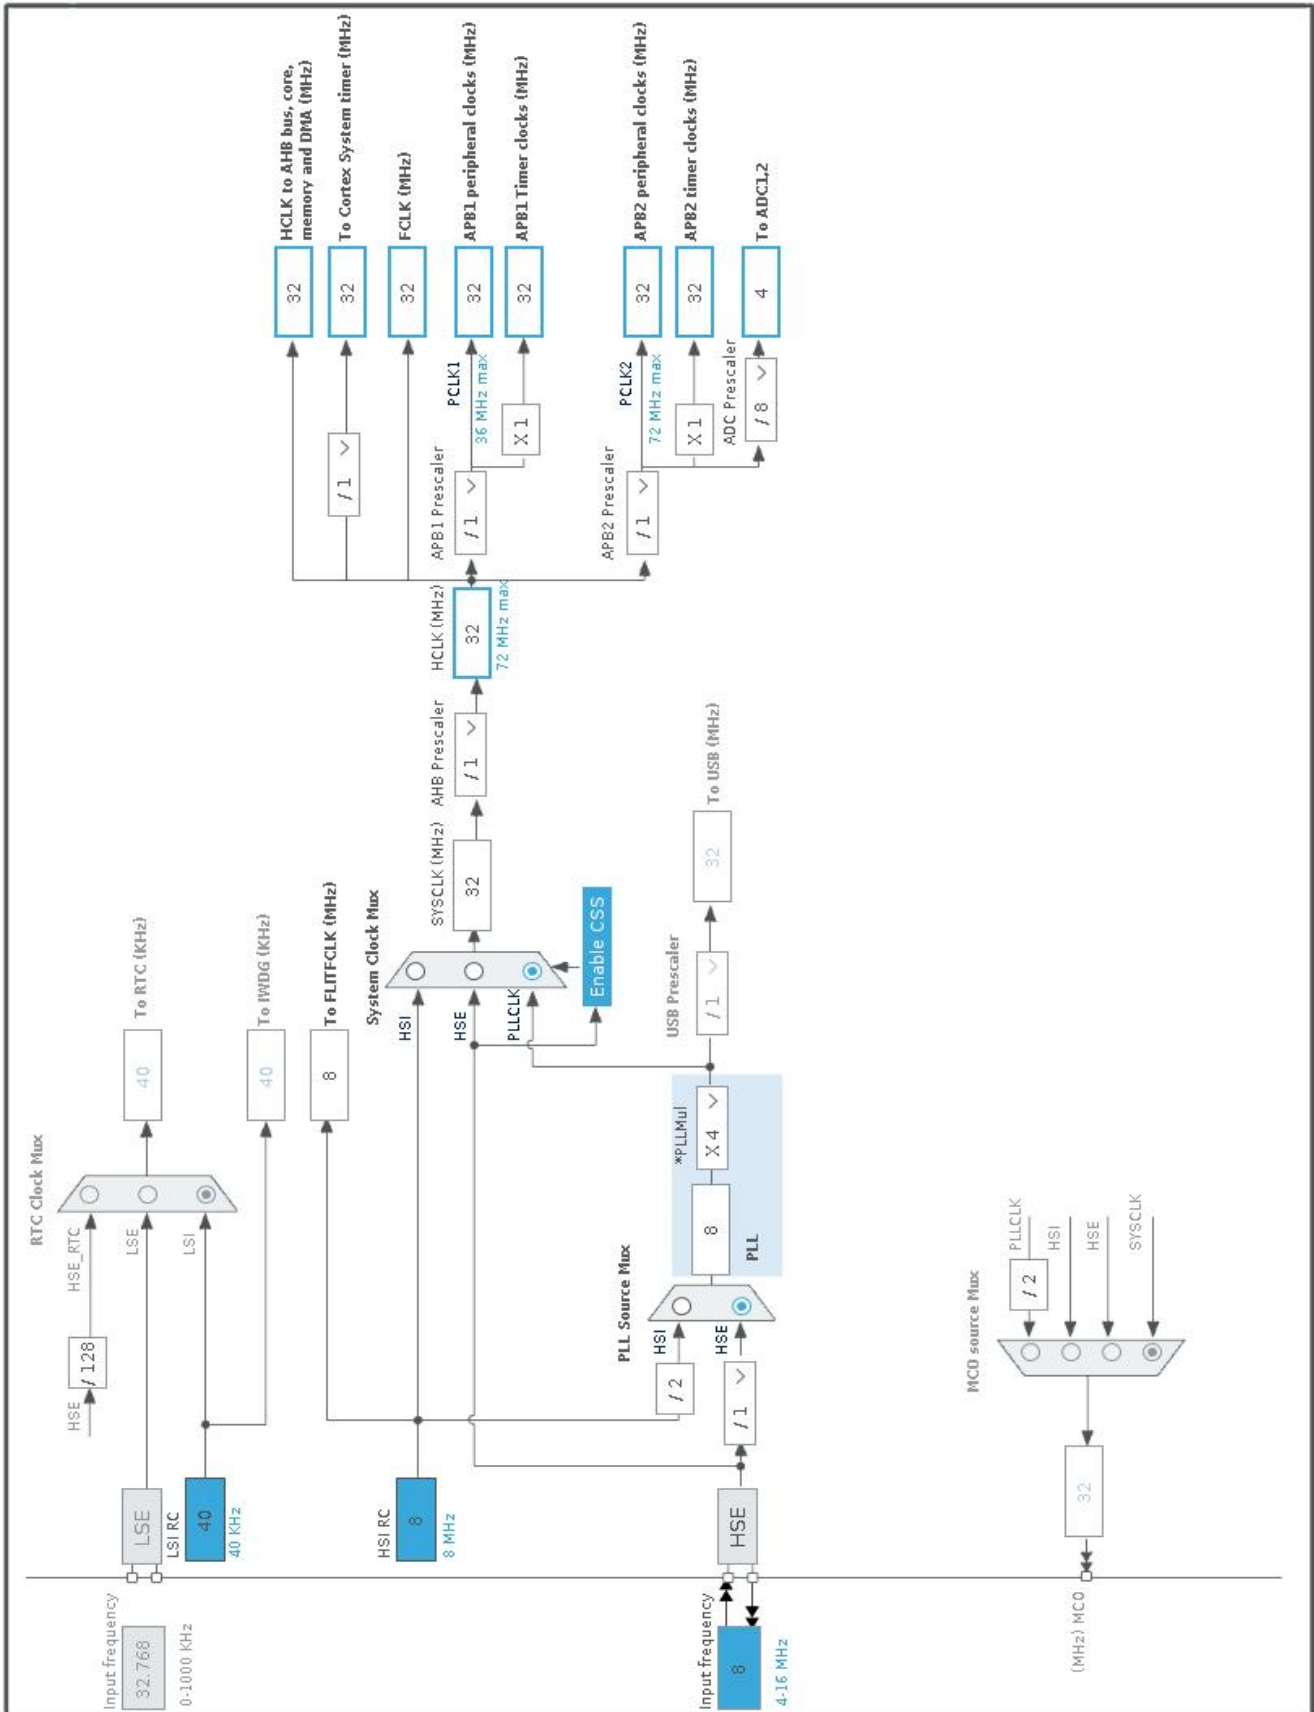 RTC Clock Mux
HSE
/ 128
HSE_RTC
To RTC (KHz)
40
Input frequency
32.768
0-1000 KHz
LSE
LSE
LSI RC
40
40 KHz
LSI
40
To IWDG (KHz)
8
To FLITFCLK (MHz)
HSI RC
8
8 MHz
System Clock Mux
HSI
HSE
PLLCLK
Enable CSS
SYSCLK (MHz)
32
AHB Prescaler
/ 1
HCLK (MHz)
32
72 MHz max
32
HCLK to AHB bus, core,
memory and DMA (MHz)
/ 1
32
To Cortex System timer (MHz)
32
FCLK (MHz)
APB1 Prescaler
/ 1
PCLK1
36 MHz max
32
APB1 peripheral clocks (MHz)
X 1
32
APB1 Timer clocks (MHz)
APB2 Prescaler
/ 1
PCLK2
72 MHz max
32
APB2 peripheral clocks (MHz)
X 1
32
APB2 timer clocks (MHz)
ADC Prescaler
/ 8
4
To ADC1,2
PLL Source Mux
/ 2
HSI
Input frequency
8
4-16 MHz
HSE
/ 1
HSE
8
*PLLMul
X 4
PLL
USB Prescaler
/ 1
32
To USB (MHz)
MCO source Mux
(MHz) MCO
32
/ 2
PLLCLK
HSI
HSE
SYSCLK